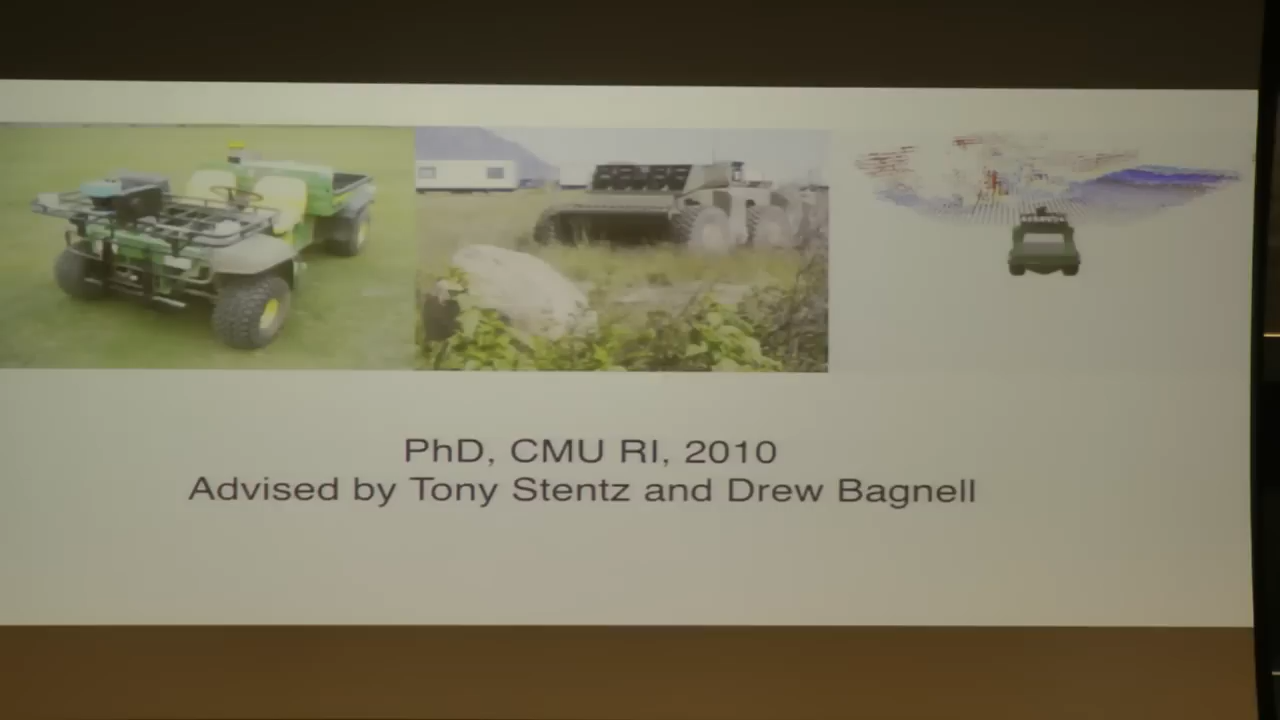 PhD, CMU RI, 2010
Advised by Tony Stentz and Drew Bagnell